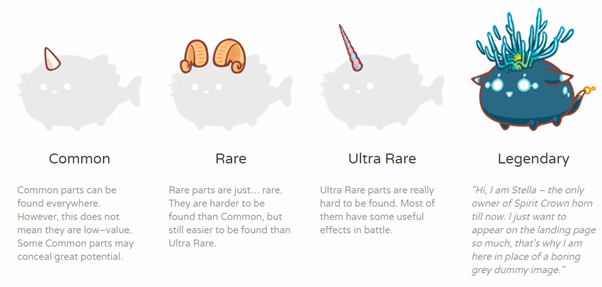 Common
Common parts can be
found everywhere.
However, this does not
mean they are low–value.
Some Common parts may
conceal great potential.
Rare
Rare parts are just... rare.
They are harder to be
found than Common, but
still easier to be found than
Ultra Rare.
Ultra Rare
Ultra Rare parts are really
hard to be found. Most of
them have some useful
effects in battle.
Legendary
"Hi, I am Stella – the only
owner of Spirit Crown horn
till now. I just want to
appear on the landing page
so much, that's why I am
here in place of a boring
grey dummy image."